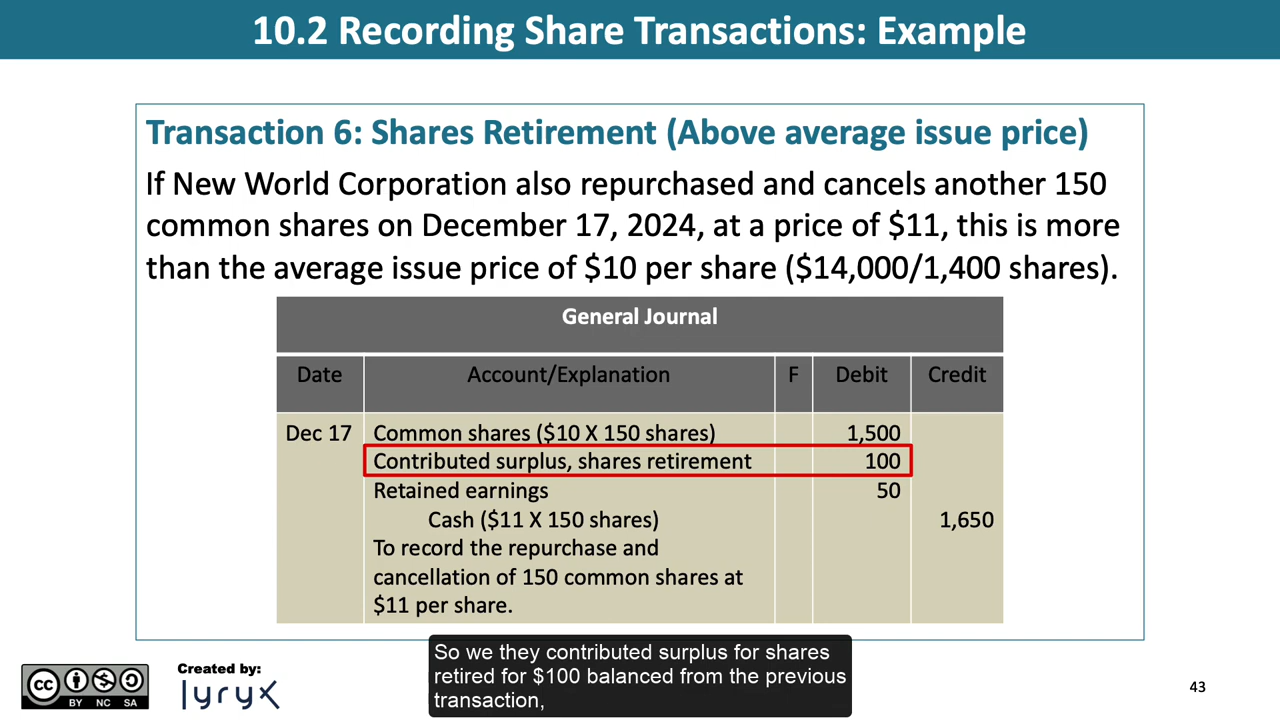 10.2 Recording Share Transactions: Example
Transaction 6: Shares Retirement (Above average issue price)
If New World Corporation also repurchased and cancels another 150
common shares on December 17, 2024, at a price of $11, this is more
than the average issue price of $10 per share ($14,000/1,400 shares).
General Journal
Date Account/Explanation F Debit Credit
Dec 17 Common shares ($10 X 150 shares) 1,500
Contributed surplus, shares retirement 100
Retained earnings 50
Cash ($11 X 150 shares) 1,650
To record the repurchase and
cancellation of 150 common shares at
$11 per share.
So we they contributed surplus for shares
retired for $100 balanced from the previous
transaction,
cc BY NC SA
Created by:
lyryx
43